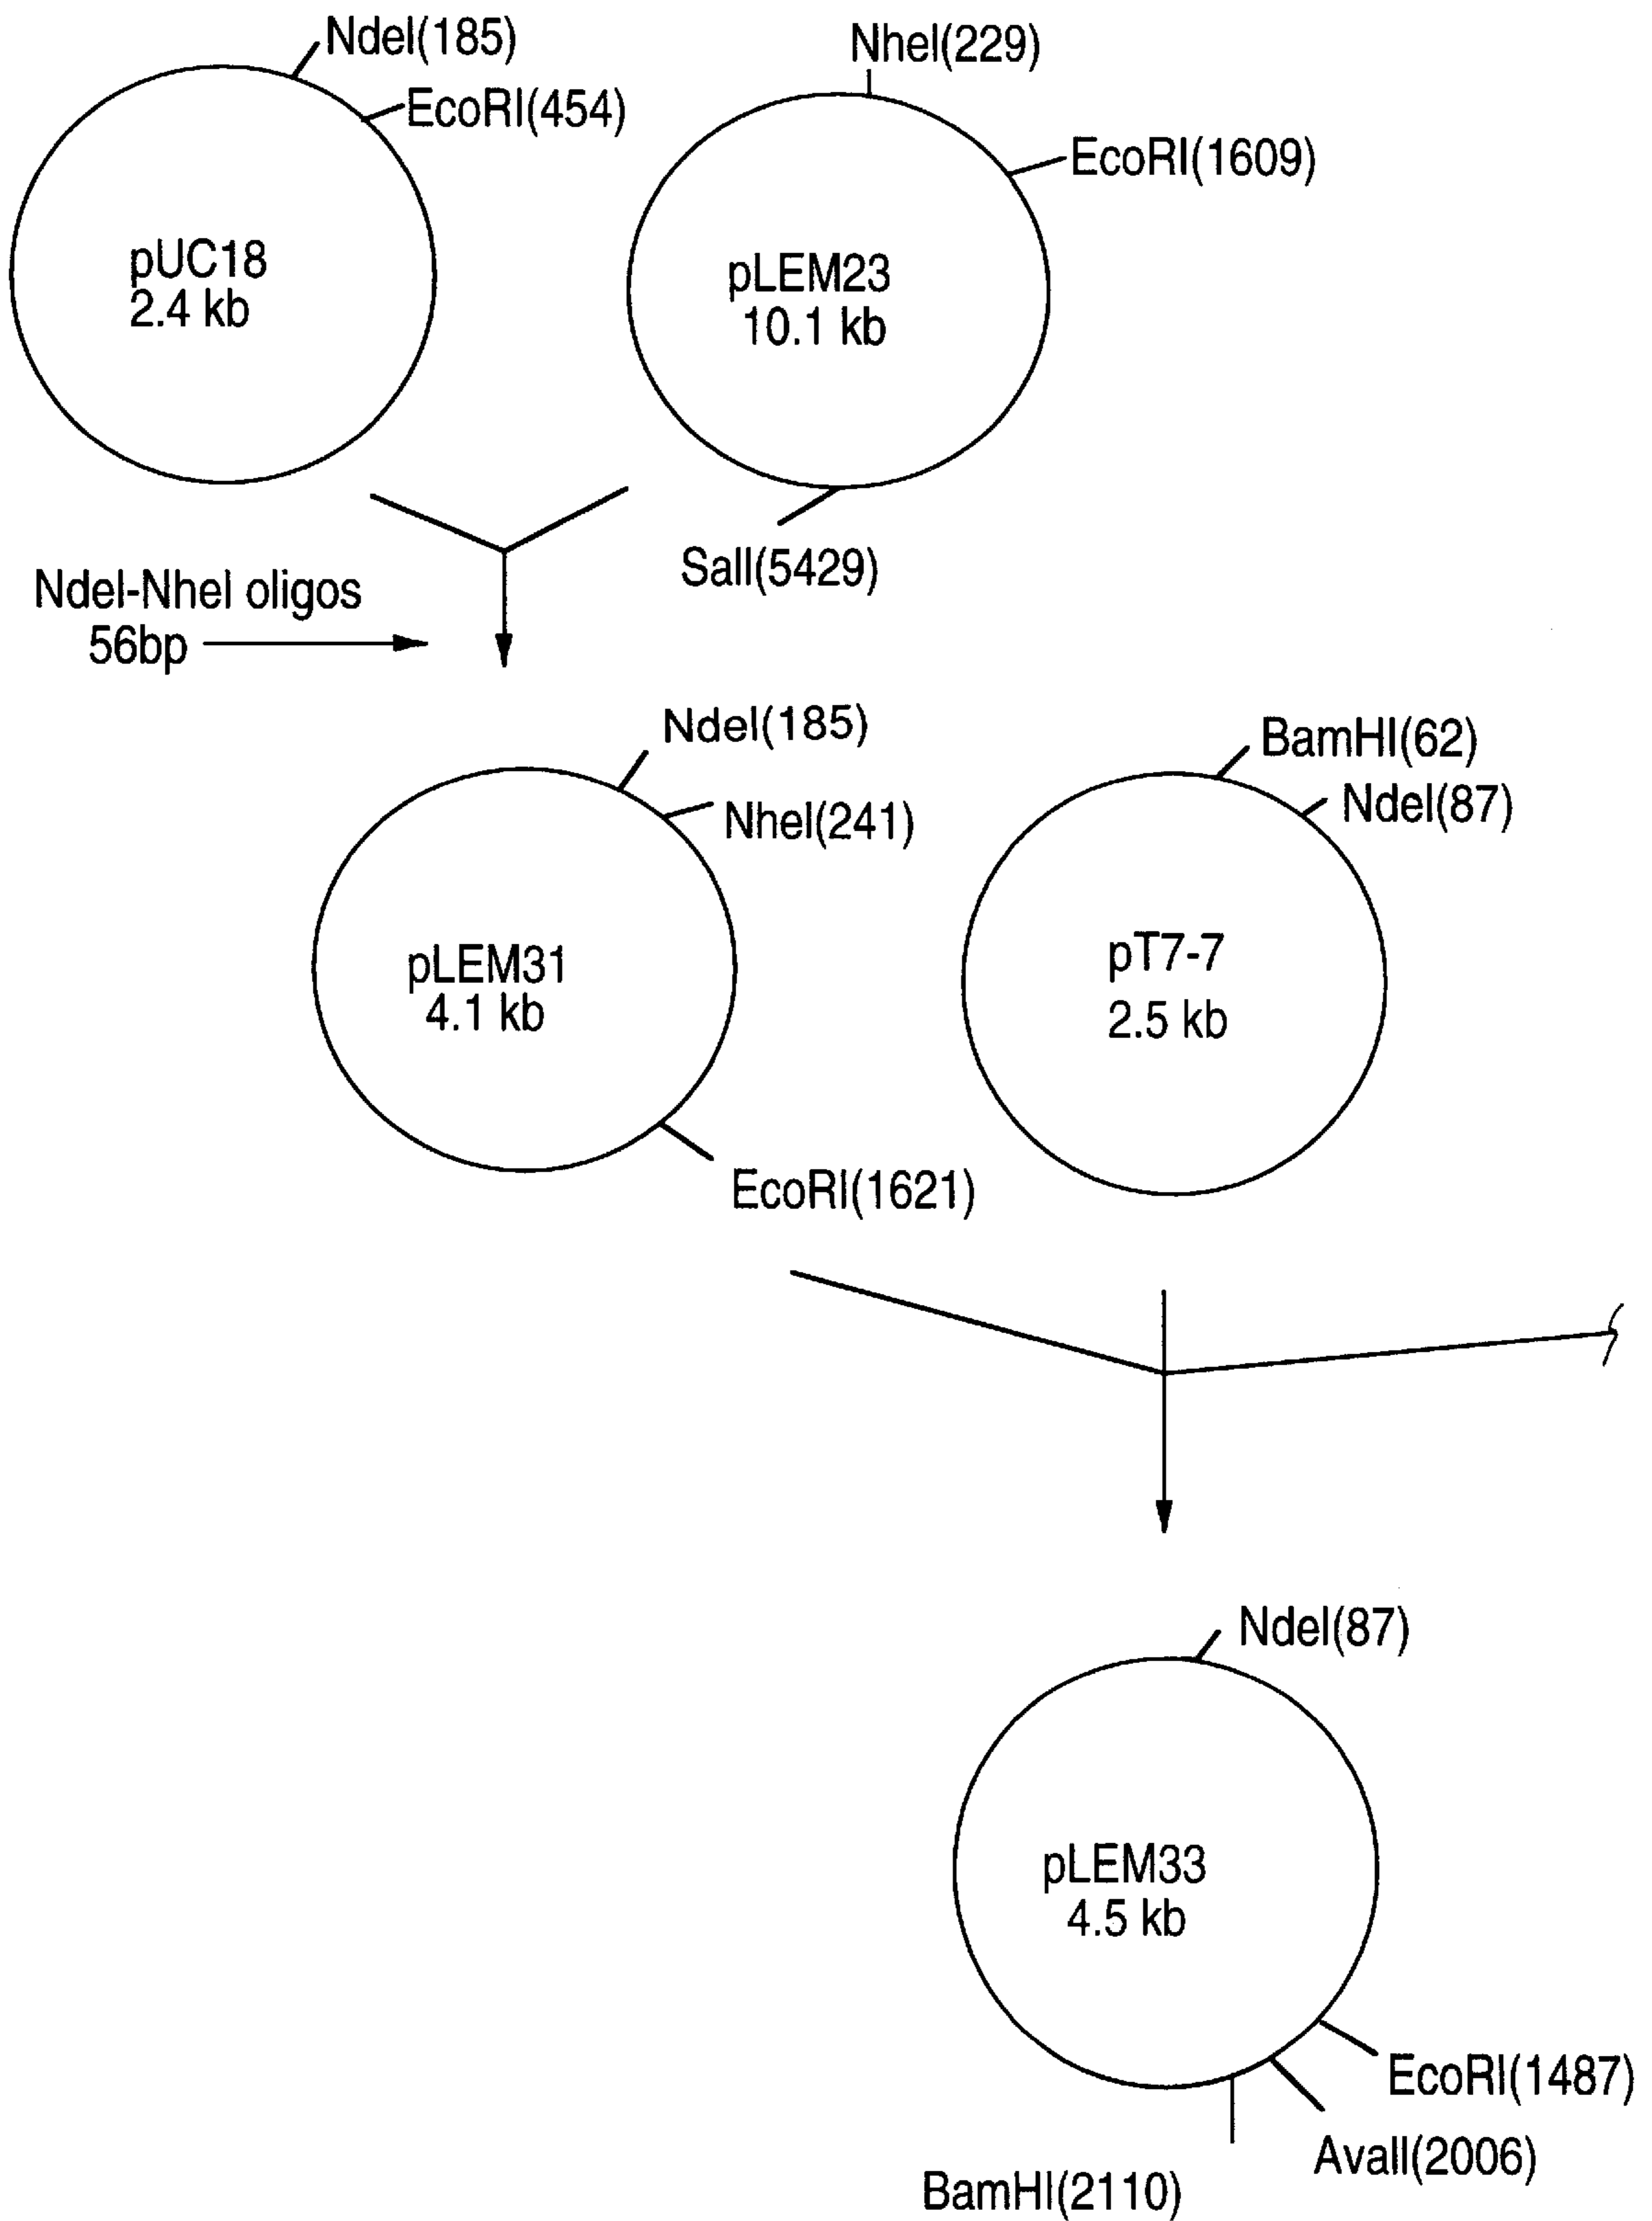 NdeI(185)
EcoRI(454)
pUC18
2.4 kb
NheI(229)
EcoRI(1609)
pLEM23
10.1 kb
SalI(5429)
NdeI-NheI oligos
56bp
NdeI(185)
NheI(241)
pLEM31
4.1 kb
EcoRI(1621)
BamHI(62)
NdeI(87)
pT7-7
2.5 kb
NdeI(87)
pLEM33
4.5 kb
EcoRI(1487)
AvaII(2006)
BamHI(2110)